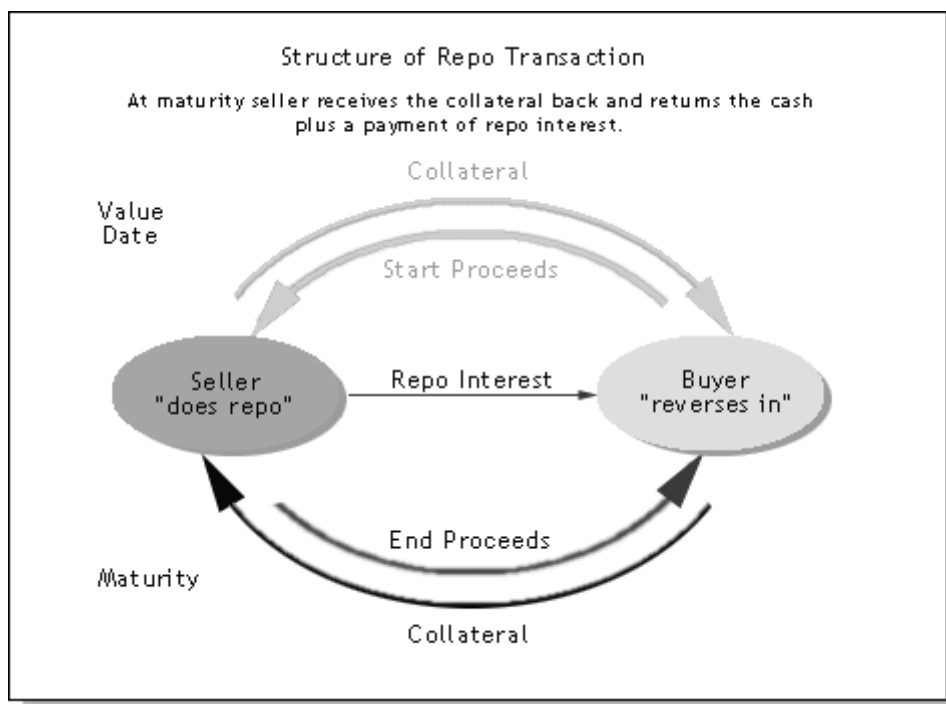 Structure of Repo Transaction
At maturity seller receives the collateral back and returns the cash
plus a payment of repo interest.
Collateral
Value
Date
Start Proceeds
Seller
"does repo"
Repo Interest
Buyer
"reverses in"
End Proceeds
Maturity
Collateral